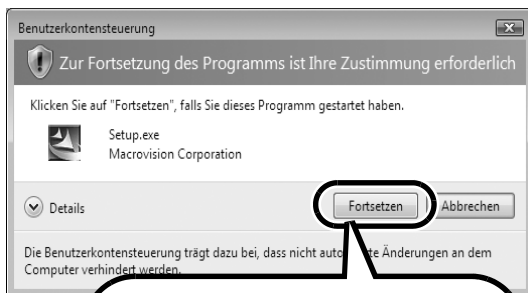 Benutzerkontensteuerung
Zur Fortsetzung des Programms ist Ihre Zustimmung erforderlich
Klicken Sie auf "Fortsetzen", falls Sie dieses Programm gestartet haben.
Setup.exe
Macrovision Corporation
Details
Fortsetzen
Abbrechen
Die Benutzerkontensteuerung trägt dazu bei, dass nicht Änderungen an dem
Computer verhindert werden.